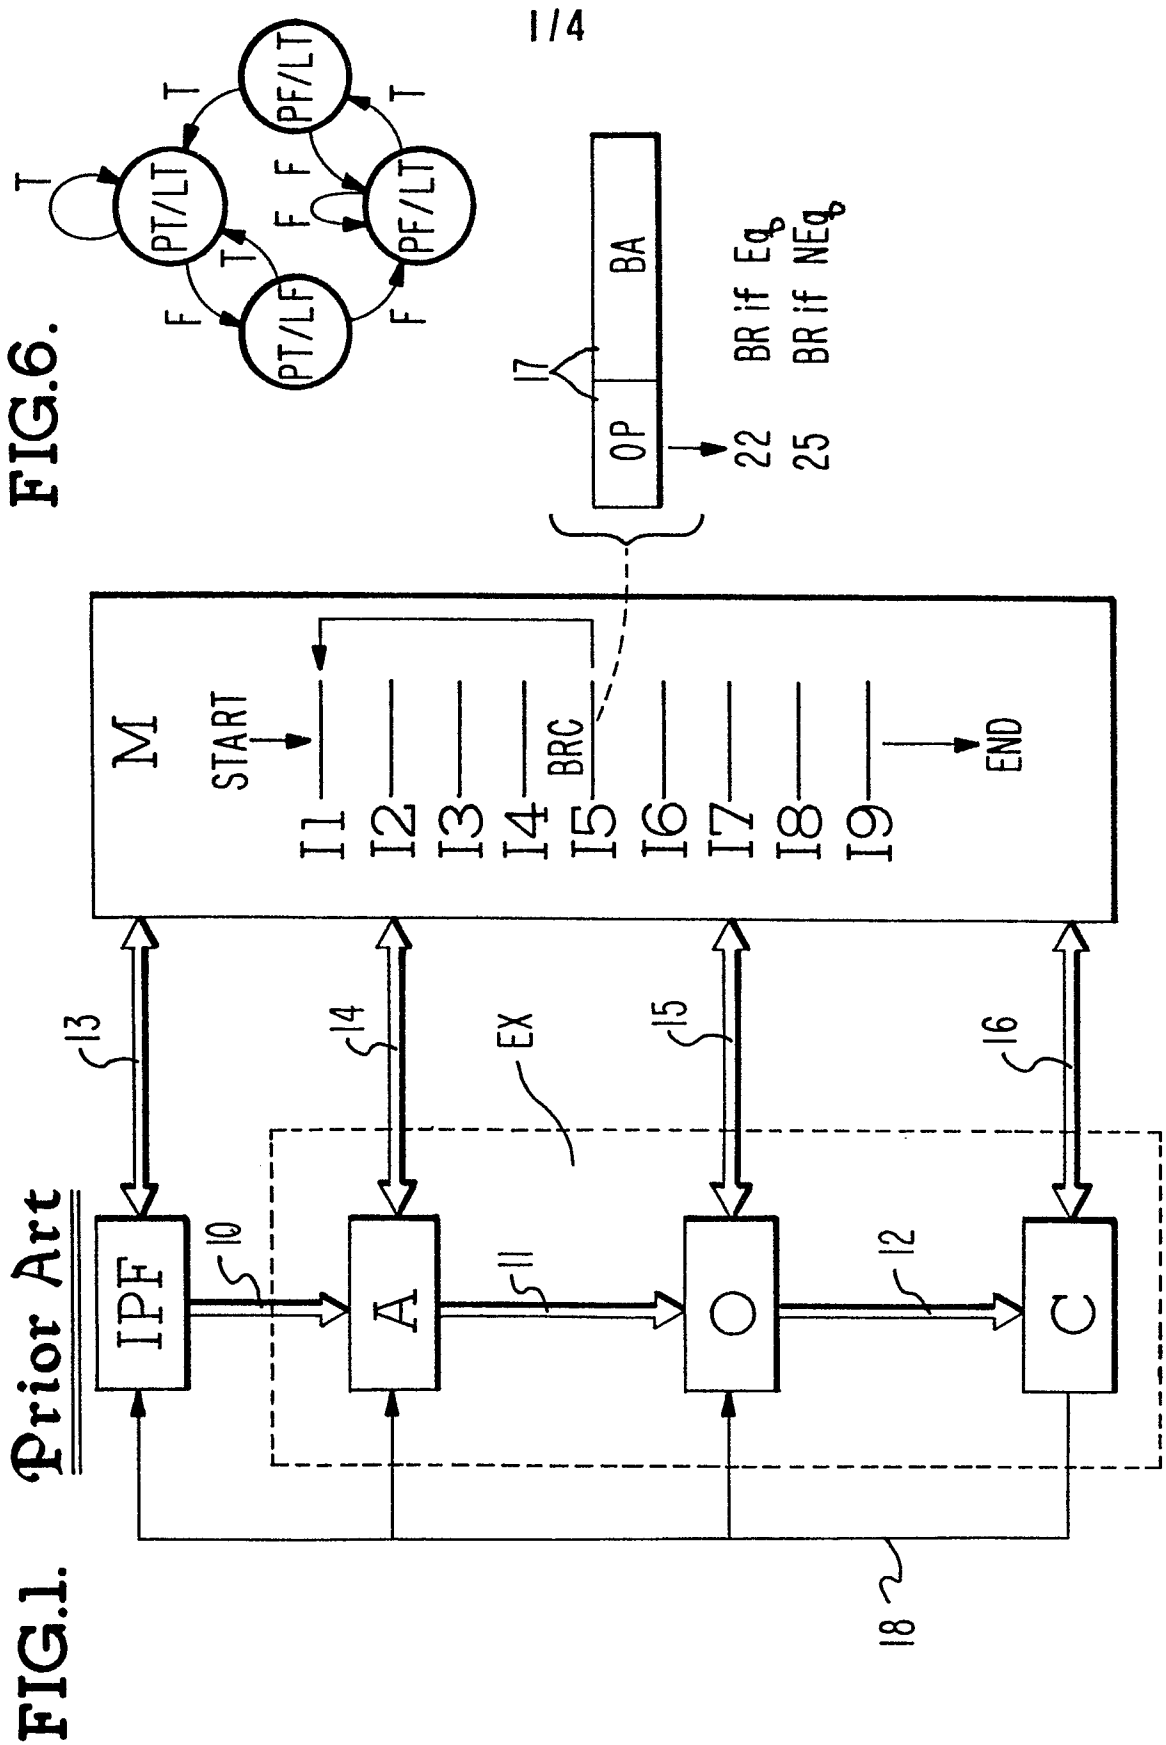 1/4
FIG.1. Prior Art
IPF
A
O
C
10
11
12
13
14
15
16
18
EX
M
START
I1
I2
I3
I4
BRC
I5
I6
I7
I8
I9
END
17
OP BA
22 BR if Eq
25 BR if NEq
FIG.6.
T
PT/LT
F
T
T
PT/LF
F
F
PF/LT
F
T
PF/LT